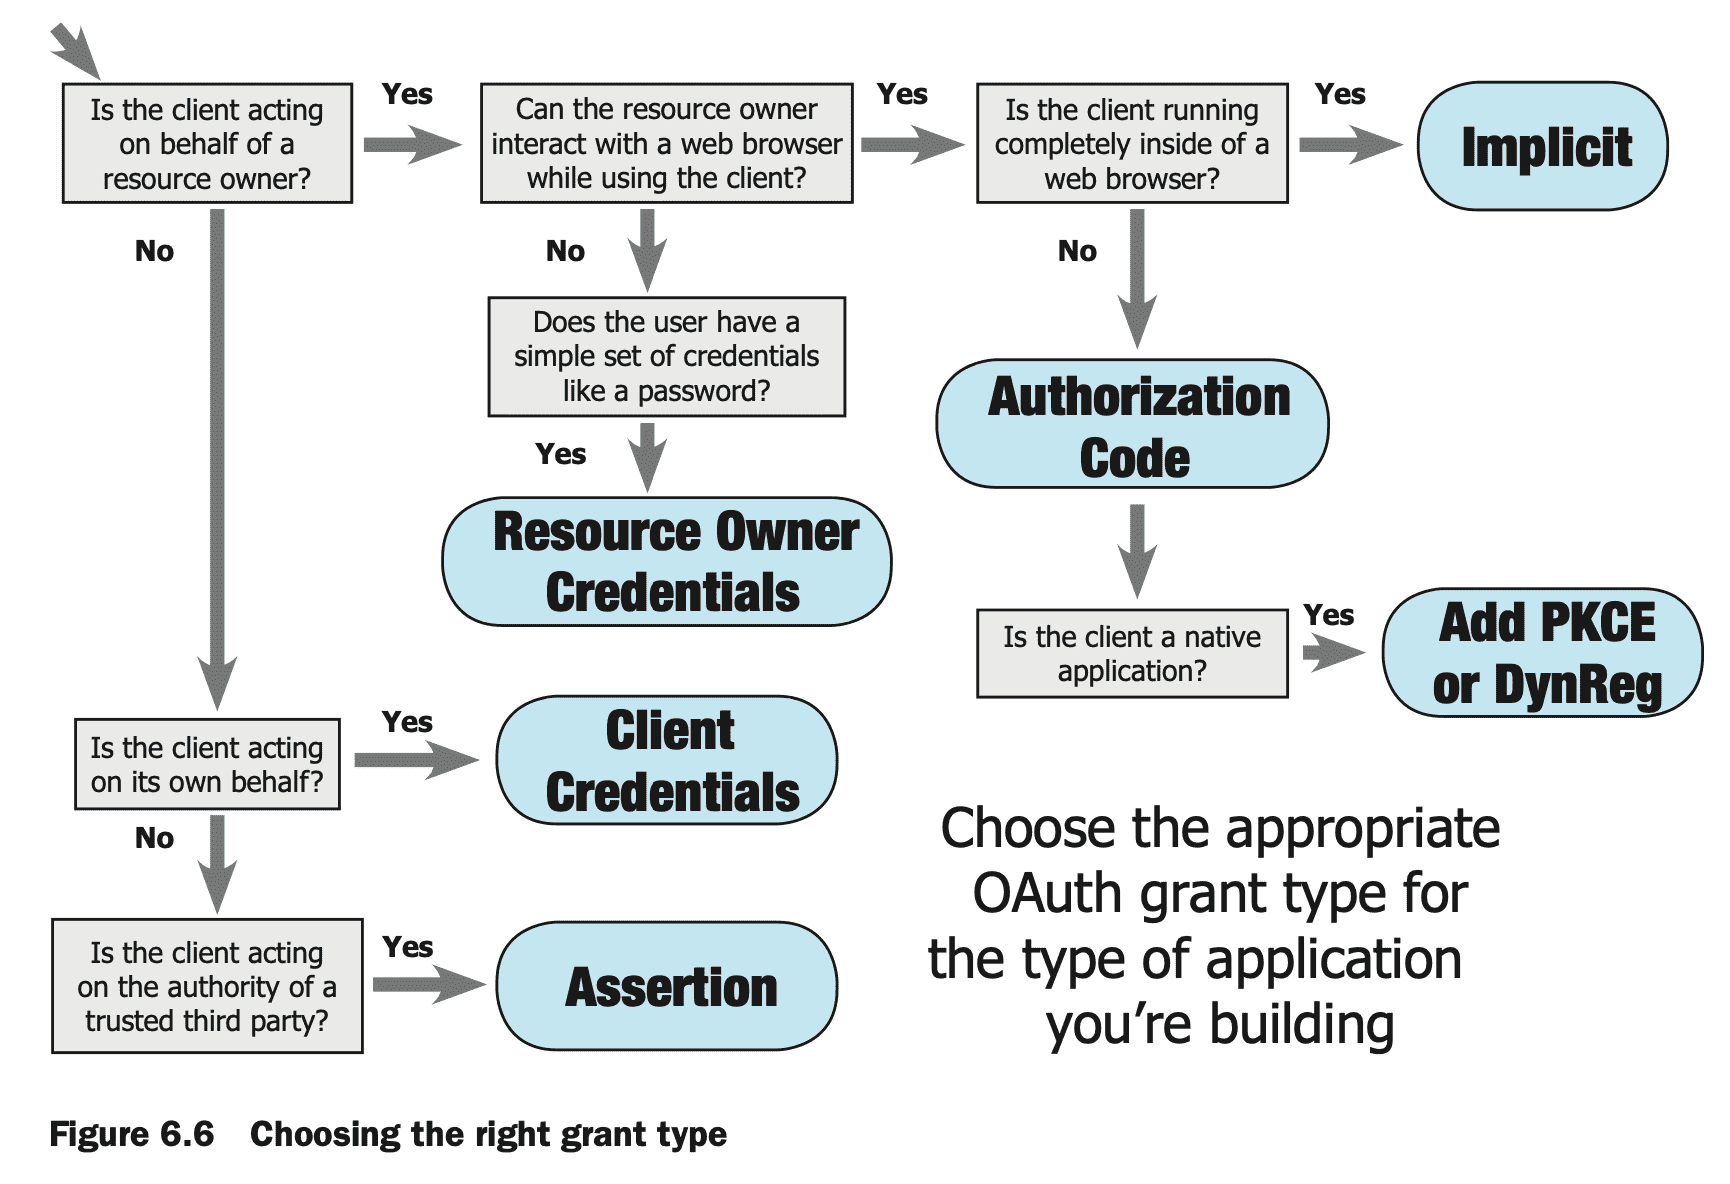 Is the client acting
on behalf of a
resource owner?
Yes
Can the resource owner
interact with a web browser
while using the client?
Yes
Is the client running
completely inside of a
web browser?
Yes
Implicit
No
No
No
Does the user have a
simple set of credentials
like a password?
Authorization
Code
Yes
Resource Owner
Credentials
Is the client a native
application?
Yes
Add PKCE
or DynReg
Is the client acting
on its own behalf?
Yes
Client
Credentials
No
Is the client acting
on the authority of a
trusted third party?
Yes
Assertion
Choose the appropriate
OAuth grant type for
the type of application
you’re building
Figure 6.6 Choosing the right grant type